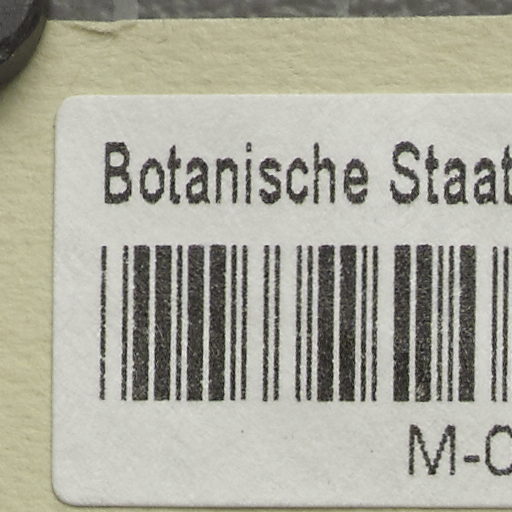 Botanische Staat
M-